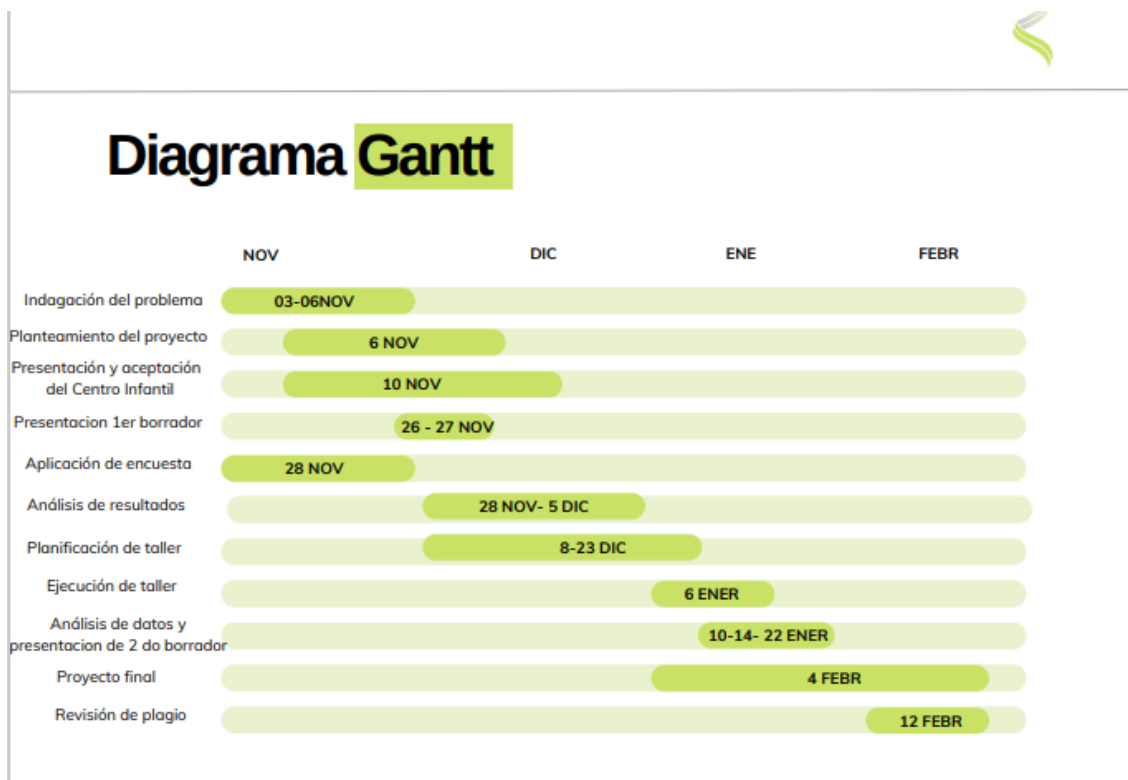 Diagrama Gantt
NOV DIC ENE FEBR
Indagación del problema 03-06NOV
Planteamiento del proyecto 6 NOV
Presentación y aceptación
del Centro Infantil 10 NOV
Presentacion 1er borrador 26 - 27 NOV
Aplicación de encuesta 28 NOV
Análisis de resultados 28 NOV- 5 DIC
Planificación de taller 8-23 DIC
Ejecución de taller 6 ENER
Análisis de datos y
presentacion de 2 do borrador 10-14- 22 ENER
Proyecto final 4 FEBR
Revisión de plagio 12 FEBR